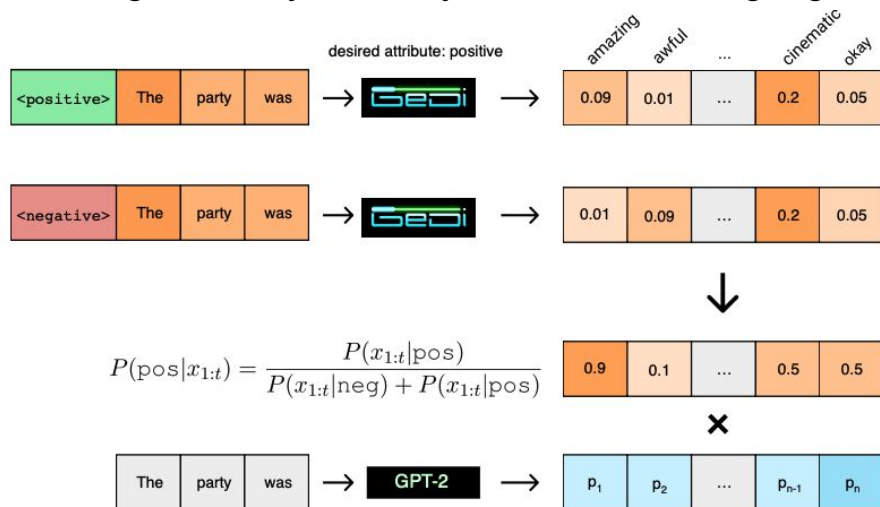 desired attribute: positive
amazing awful ... cinematic okay
<positive> The party was GeDi 0.09 0.01 ... 0.2 0.05
<negative> The party was GeDi 0.01 0.09 ... 0.2 0.05
P(pos|x1:t) = P(x1:t|pos) / P(x1:t|neg) + P(x1:t|pos) 0.9 0.1 ... 0.5 0.5
×
The party was GPT-2 p1 p2 ... pn-1 pn